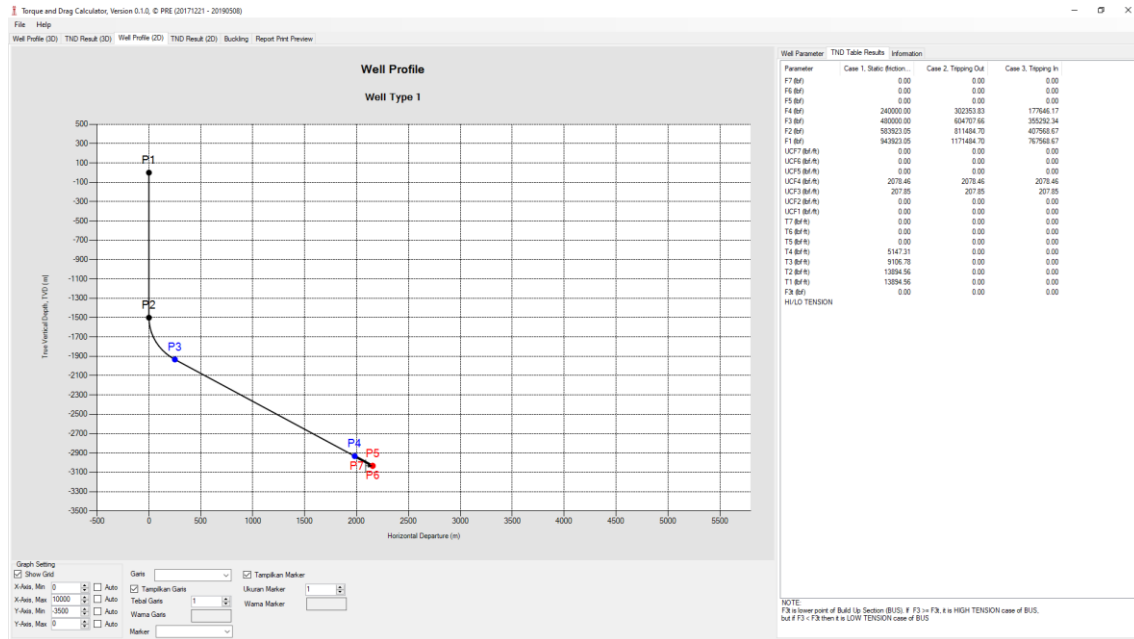 Torque and Drag Calculator, Version 0.1.0, © PRE (20171221 - 20190508)
File Help
Well Profile (3D) TND Result (3D) Well Profile (2D) TND Result (2D) Buckling Report Print Preview
Well Profile
Well Type 1
500
300
100
-100
-300
-500
-700
-900
-1100
-1300
-1500
-1700
-1900
-2100
-2300
-2500
-2700
-2900
-3100
-3300
-3500
True Vertical Depth, TVD (m)
P1
P2
P3
P4
P5
P7
P6
-500 0 500 1000 1500 2000 2500 3000 3500 4000 4500 5000 5500
Horizontal Departure (m)
Graph Setting
Show Grid
X-Axis, Min 0 Auto
X-Axis, Max 10000 Auto
Y-Axis, Min -3500 Auto
Y-Axis, Max 0 Auto
Garis
Tampilkan Garis
Tebal Garis 1
Warna Garis
Marker
Tampilkan Marker
Ukuran Marker 1
Warna Marker
Well Parameter TND Table Results Information
Parameter Case 1, Static (friction... Case 2, Tripping Out Case 3, Tripping In
F7 (lbf) 0.00 0.00 0.00
F6 (lbf) 0.00 0.00 0.00
F5 (lbf) 0.00 0.00 0.00
F4 (lbf) 240000.00 302353.83 177646.17
F3 (lbf) 480000.00 604707.66 355292.34
F2 (lbf) 583923.05 811484.70 407568.67
F1 (lbf) 943923.05 1171484.70 767568.67
UCF7 (lbf/ft) 0.00 0.00 0.00
UCF6 (lbf/ft) 0.00 0.00 0.00
UCF5 (lbf/ft) 0.00 0.00 0.00
UCF4 (lbf/ft) 2078.46 2078.46 2078.46
UCF3 (lbf/ft) 207.85 207.85 207.85
UCF2 (lbf/ft) 0.00 0.00 0.00
UCF1 (lbf/ft) 0.00 0.00 0.00
T7 (lbf·ft) 0.00 0.00 0.00
T6 (lbf·ft) 0.00 0.00 0.00
T5 (lbf·ft) 0.00 0.00 0.00
T4 (lbf·ft) 5147.31 0.00 0.00
T3 (lbf·ft) 9106.78 0.00 0.00
T2 (lbf·ft) 13894.56 0.00 0.00
T1 (lbf·ft) 13894.56 0.00 0.00
F3t (lbf) 0.00 0.00 0.00
HI/LO TENSION
NOTE:
F3t is lower point of Build Up Section (BUS). If F3 >= F3t, it is HIGH TENSION case of BUS,
but if F3 < F3t then it is LOW TENSION case of BUS